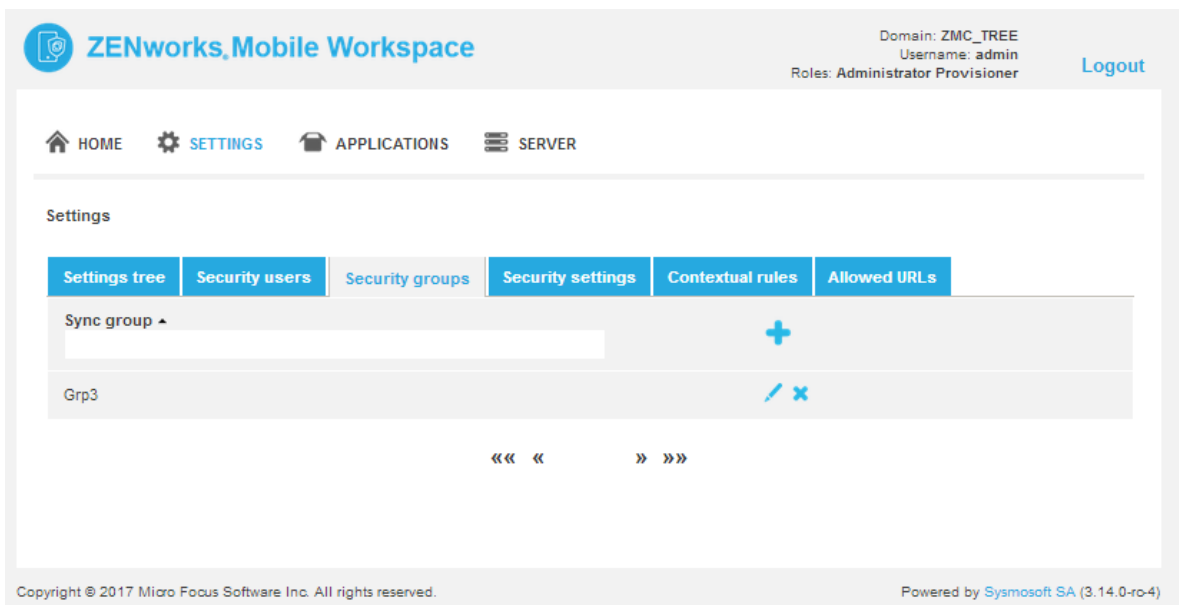 ZENworks® Mobile Workspace
Domain: ZMC_TREE
Username: admin
Roles: Administrator Provisioner
Logout
HOME SETTINGS APPLICATIONS SERVER
Settings
Settings tree Security users Security groups Security settings Contextual rules Allowed URLs
Sync group
Grp3
«« « » »»
Copyright © 2017 Micro Focus Software Inc. All rights reserved. Powered by Sysmosoft SA (3.14.0-ro-4)